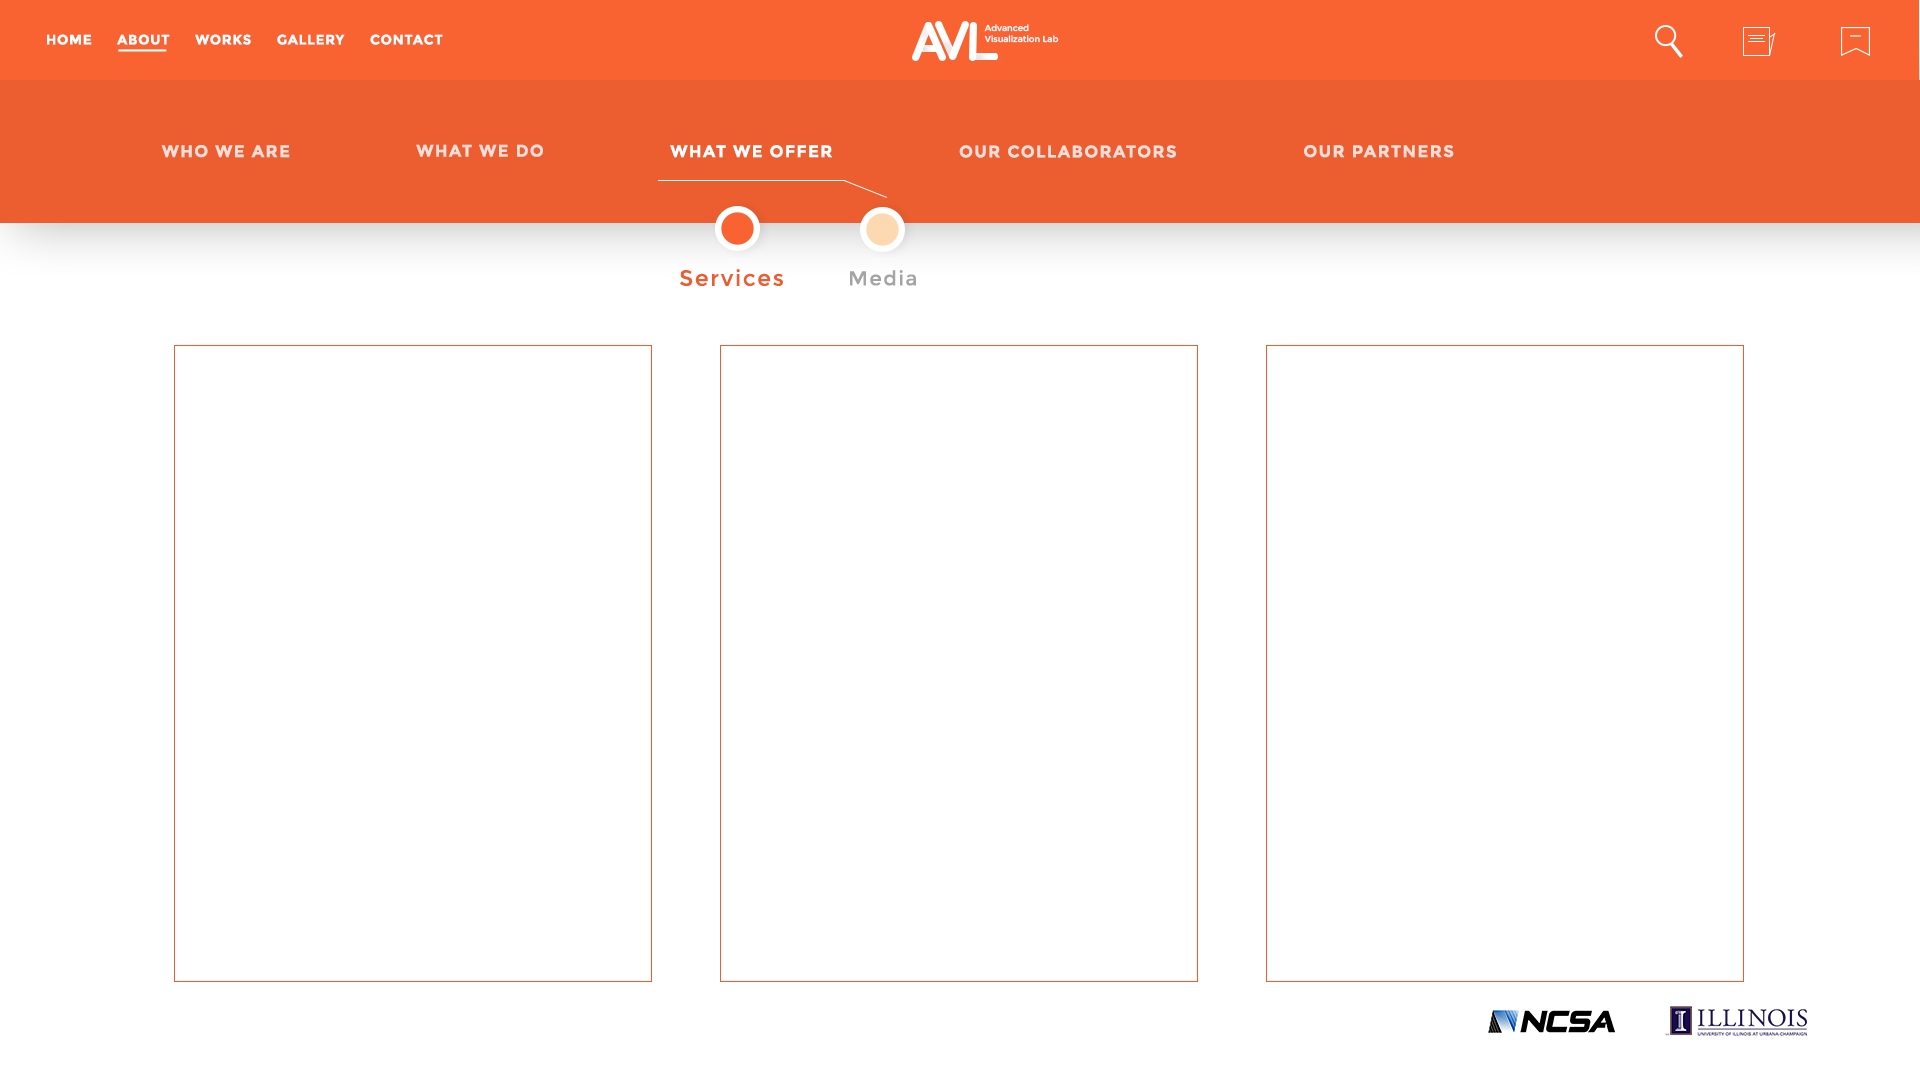 HOME ABOUT WORKS GALLERY CONTACT
AVL Advanced
Visualization Lab
WHO WE ARE WHAT WE DO WHAT WE OFFER OUR COLLABORATORS OUR PARTNERS
Services Media
NCSA
I ILLINOIS
UNIVERSITY OF ILLINOIS AT URBANA CHAMPAIGN